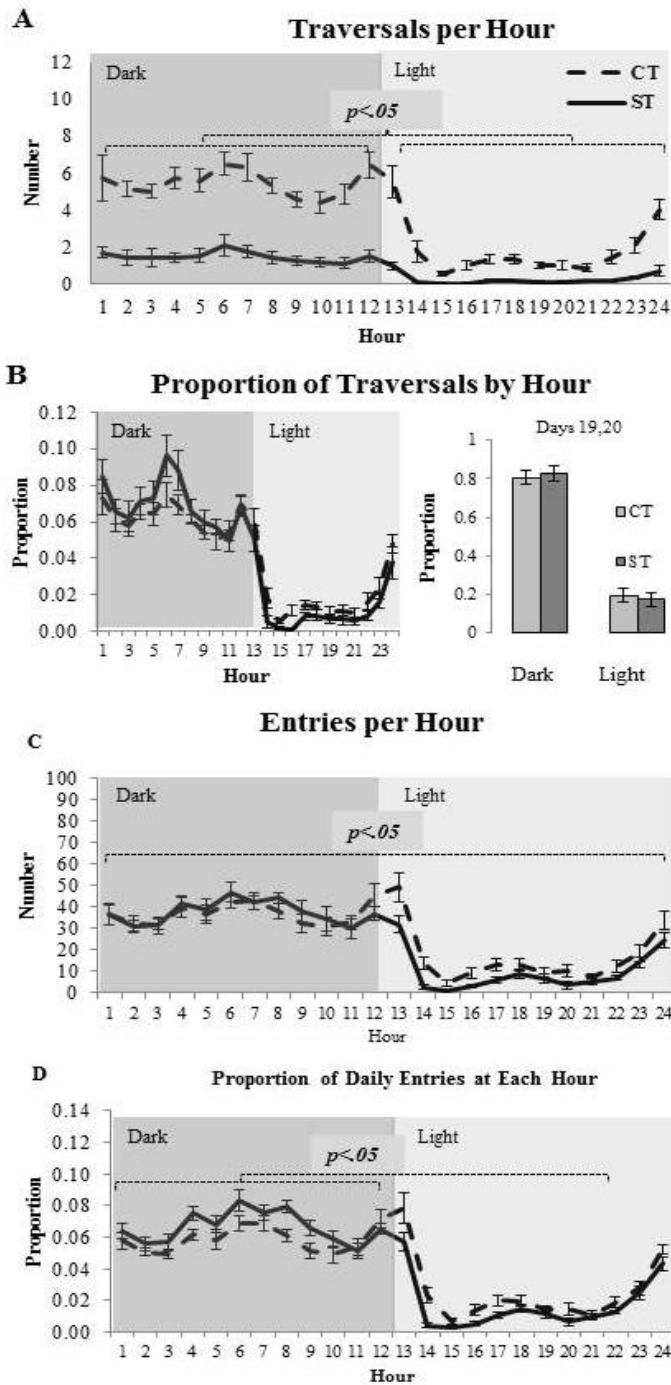 A
Traversals per Hour
Dark
Light
CT
ST
p<.05
Number
12
10
8
6
4
2
0
1 2 3 4 5 6 7 8 9 10 11 12 13 14 15 16 17 18 19 20 21 22 23 24
Hour
B
Proportion of Traversals by Hour
Dark
Light
Proportion
0.12
0.10
0.08
0.06
0.04
0.02
0.00
1 3 5 7 9 11 13 15 17 19 21 23
Hour
Days 19,20
Proportion
1
0.8
0.6
0.4
0.2
0
CT
ST
Dark Light
Entries per Hour
C
Dark
Light
p<.05
Number
100
90
80
70
60
50
40
30
20
10
0
1 2 3 4 5 6 7 8 9 10 11 12 13 14 15 16 17 18 19 20 21 22 23 24
Hour
D
Proportion of Daily Entries at Each Hour
Dark
Light
p<.05
Proportion
0.14
0.12
0.10
0.08
0.06
0.04
0.02
0.00
1 2 3 4 5 6 7 8 9 10 11 12 13 14 15 16 17 18 19 20 21 22 23 24
Hour